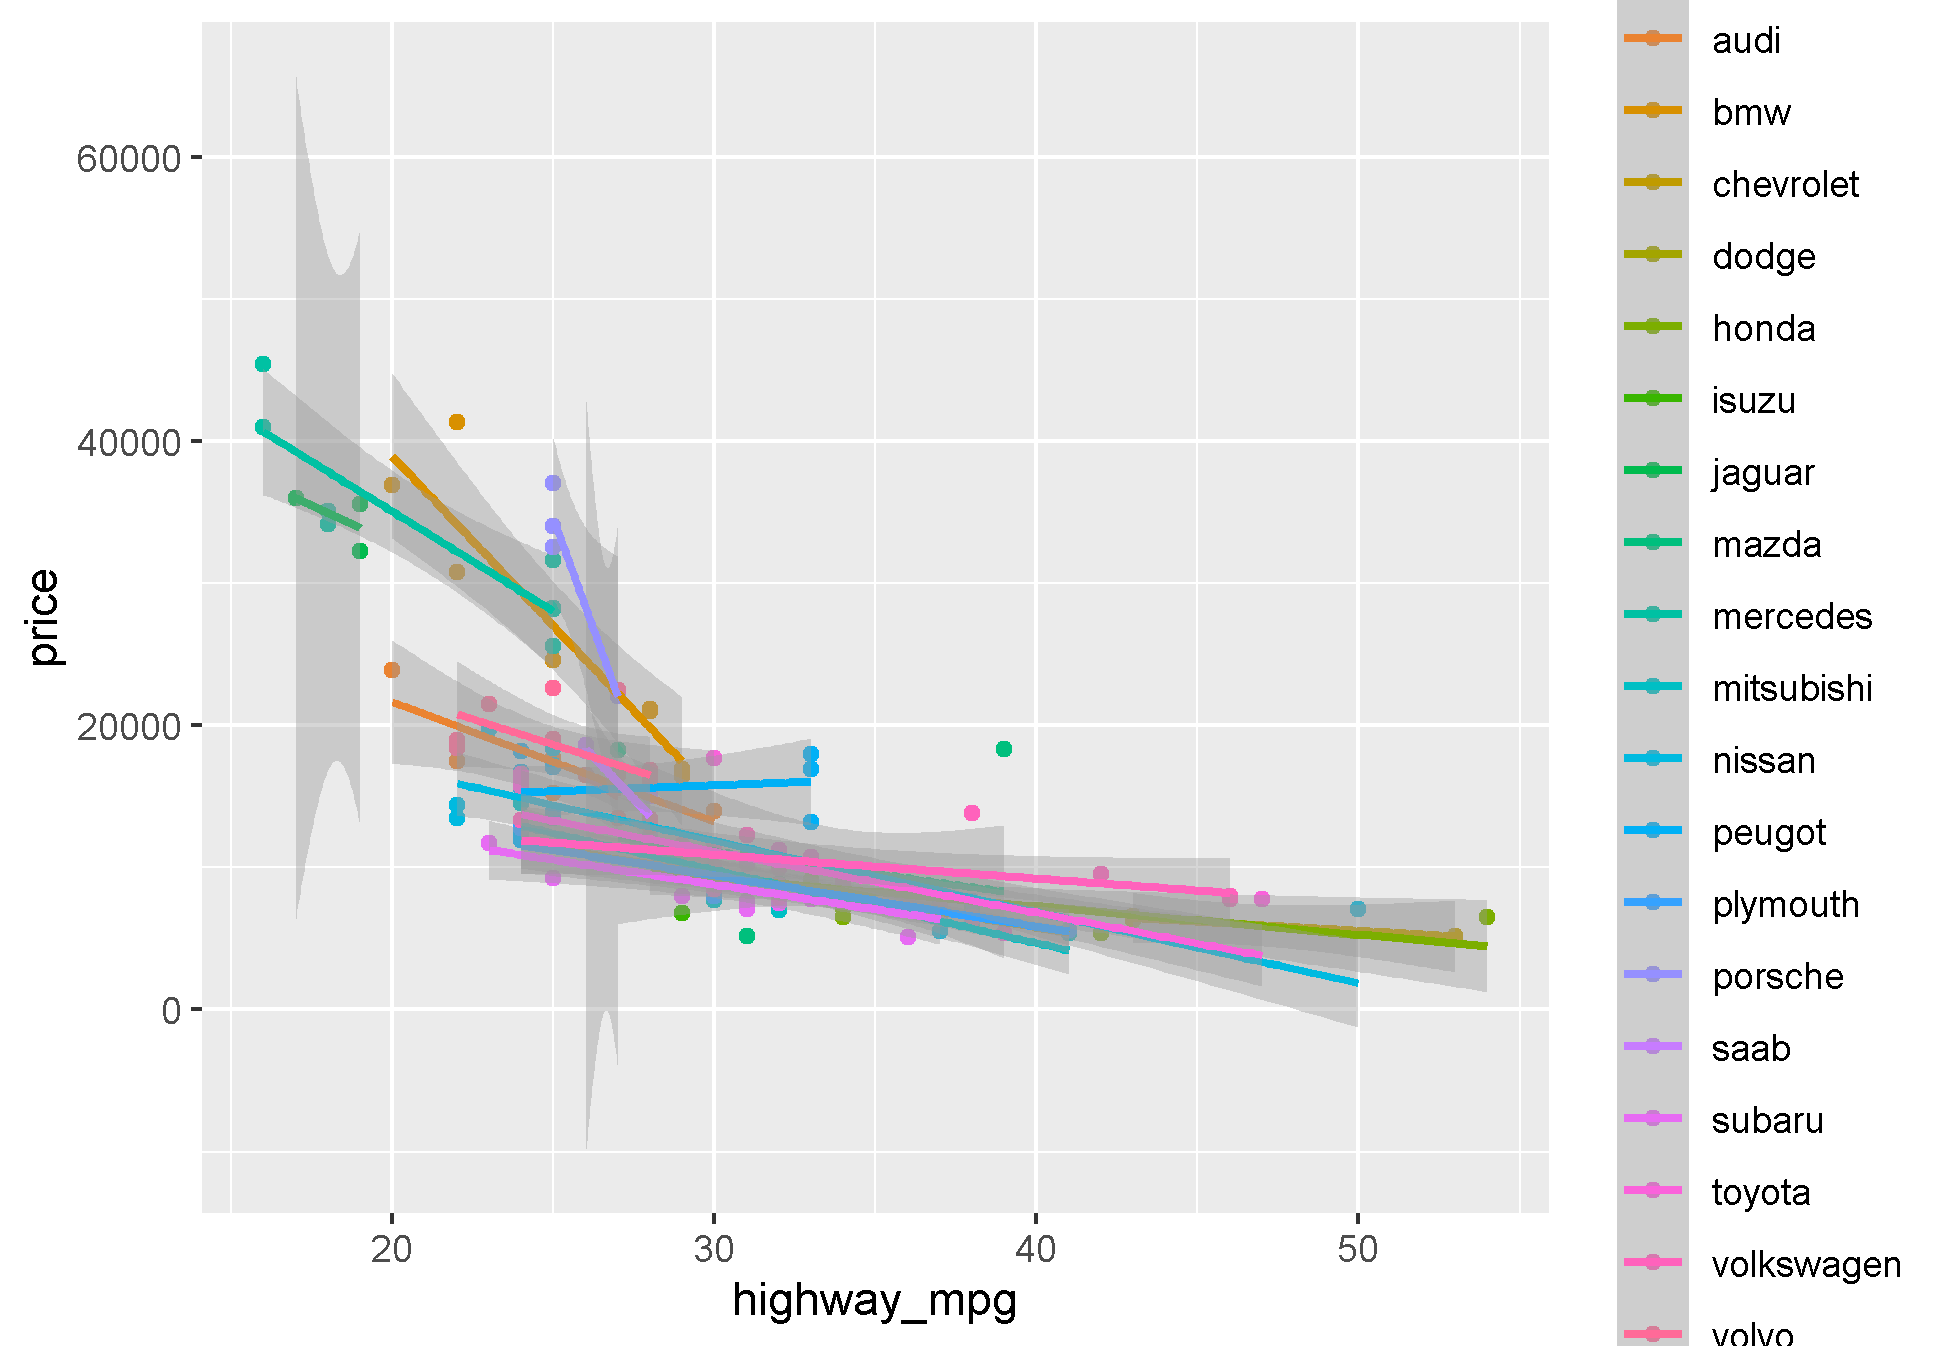 60000
40000
20000
0
price
20
30
40
50
highway_mpg
audi
bmw
chevrolet
dodge
honda
isuzu
jaguar
mazda
mercedes
mitsubishi
nissan
peugot
plymouth
porsche
saab
subaru
toyota
volkswagen
volvo